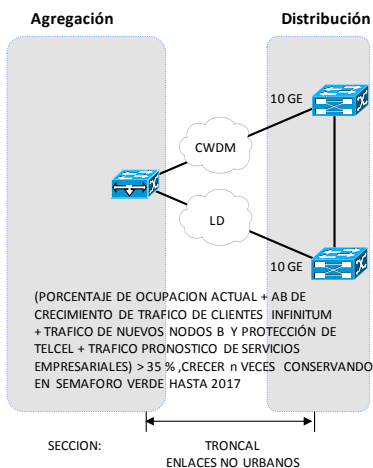 Agregación
Distribución
10 GE
CWDM
LD
10 GE
(PORCENTAJE DE OCUPACION ACTUAL + AB DE
CRECIMIENTO DE TRAFICO DE CLIENTES INFINITUM
+ TRAFICO DE NUEVOS NODOS B Y PROTECCIÓN DE
TELCEL + TRAFICO PRONOSTICO DE SERVICIOS
EMPRESARIALES) > 35 % ,CRECER n VECES CONSERVANDO
EN SEMAFORO VERDE HASTA 2017
SECCION:
TRONCAL
ENLACES NO URBANOS